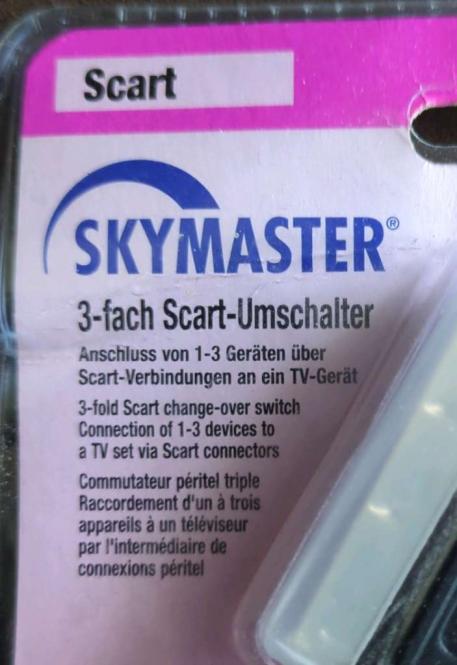 Scart
SKYMASTER®
3-fach Scart-Umschalter
Anschluss von 1-3 Geräten über
Scart-Verbindungen an ein TV-Gerät
3-fold Scart change-over switch
Connection of 1-3 devices to
a TV set via Scart connectors
Commutateur péritel triple
Raccordement d'un à trois
appareils à un téléviseur
par l'intermédiaire de
connexions péritel